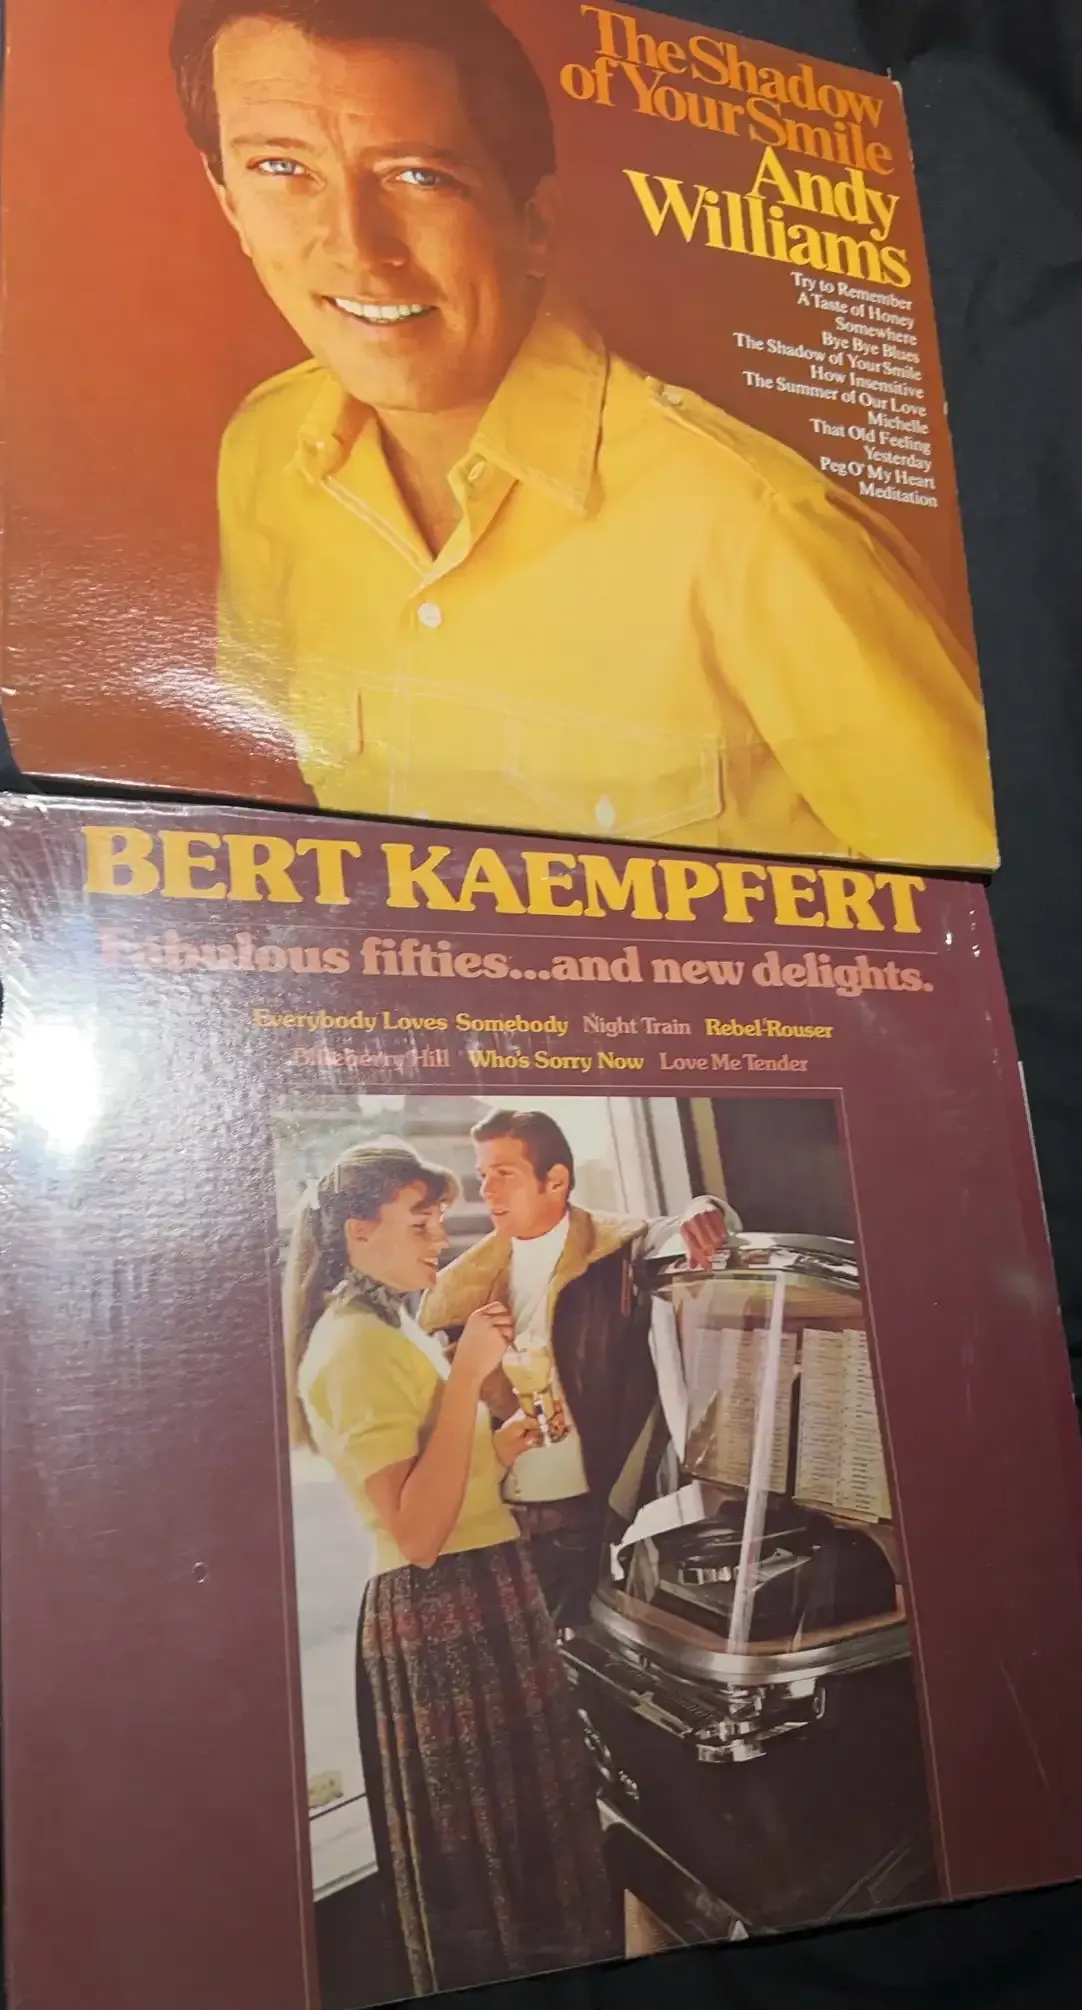 The Shadow
of Your Smile
Andy
Williams
Try to Remember
A Taste of Honey
Somewhere
Bye Bye Blues
The Shadow of Your Smile
How Insensitive
The Summer of Our Love
Michelle
That Old Feeling
Yesterday
Peg O' My Heart
Meditation
BERT KAEMPFERT
Fabulous fifties...and new delights.
Everybody Loves Somebody Night Train Rebel-Rouser
Blueberry Hill Who's Sorry Now Love Me Tender